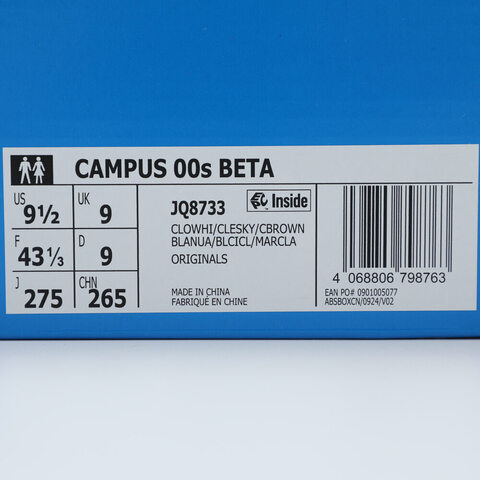 CAMPUS 00s BETA
US
9½
UK
9
F
43⅓
D
9
J
275
CHN
265
JQ8733
Inside
CLOWHI/CLESKY/CBROWN
BLANUA/BLCICL/MARCLA
ORIGINALS
MADE IN CHINA
FABRIQUÉ EN CHINE
4 068806 798763
EAN PO# 0901005077
ABSBOXCN/0924/V02